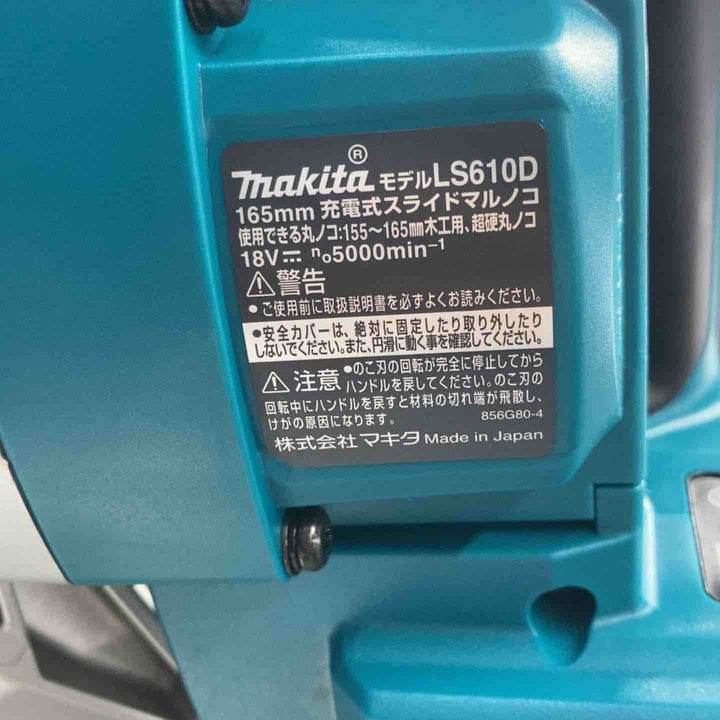 makita® モデルLS610D
165mm 充電式スライドマルノコ
使用できる丸ノコ:155〜165mm木工用、超硬丸ノコ
18V⎓ n₀5000min⁻¹
⚠警告
•ご使用前に取扱説明書を必ずよくお読みください。
•安全カバーは、絶対に固定したり取り外したり
しないでください。また、円滑に動く事を確認してください。
⚠注意 •のこ刃の回転が完全に停止してから
ハンドルを戻してください。のこ刃の
回転中にハンドルを戻すと材料の切れ端が飛散し、
けがの原因になります。 856G80-4
株式会社マキタ Made in Japan